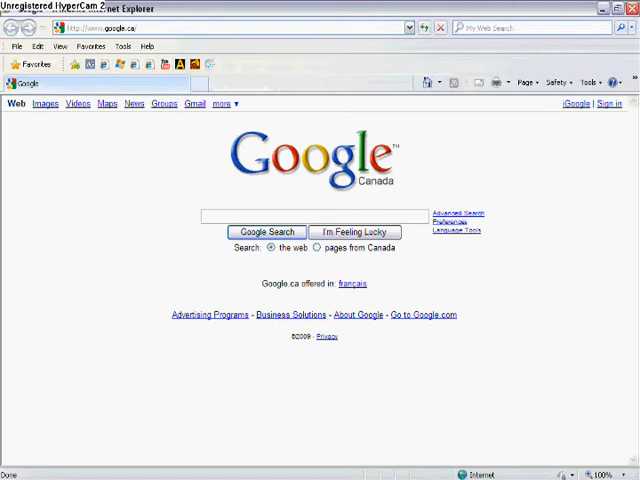 Unregistered HyperCam 2
Internet Explorer
http://www.google.ca/
My Web Search
File Edit View Favorites Tools Help
Favorites
Google
Page Safety Tools
Web Images Videos Maps News Groups Gmail more ▼
iGoogle | Sign in
Google™
Canada
Advanced Search
Preferences
Language Tools
Google Search I'm Feeling Lucky
Search: the web pages from Canada
Google.ca offered in: français
Advertising Programs - Business Solutions - About Google - Go to Google.com
©2009 - Privacy
Done Internet 100%